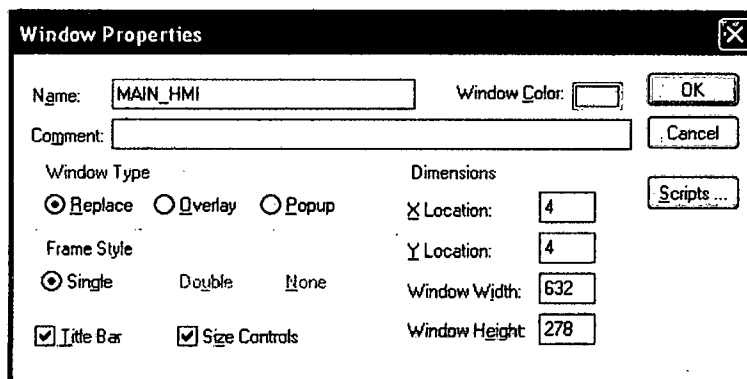 Window Properties
Name: MAIN_HMI Window Color: OK
Comment: Cancel
Window Type Dimensions
Replace Overlay Popup X Location: 4 Scripts ...
Frame Style Y Location: 4
Single Double None Window Width: 632
Title Bar Size Controls Window Height: 278